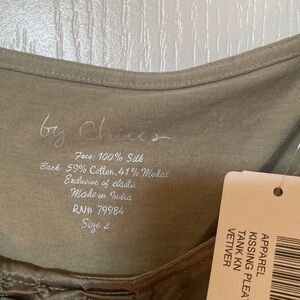 by Chico's
Face: 100% Silk
Back: 59% Cotton, 41% Modal
Exclusive of elastic
Made in India
RN# 79984
Size 2
APPAREL
KISSING PLEA
TANK KN
VETIVER